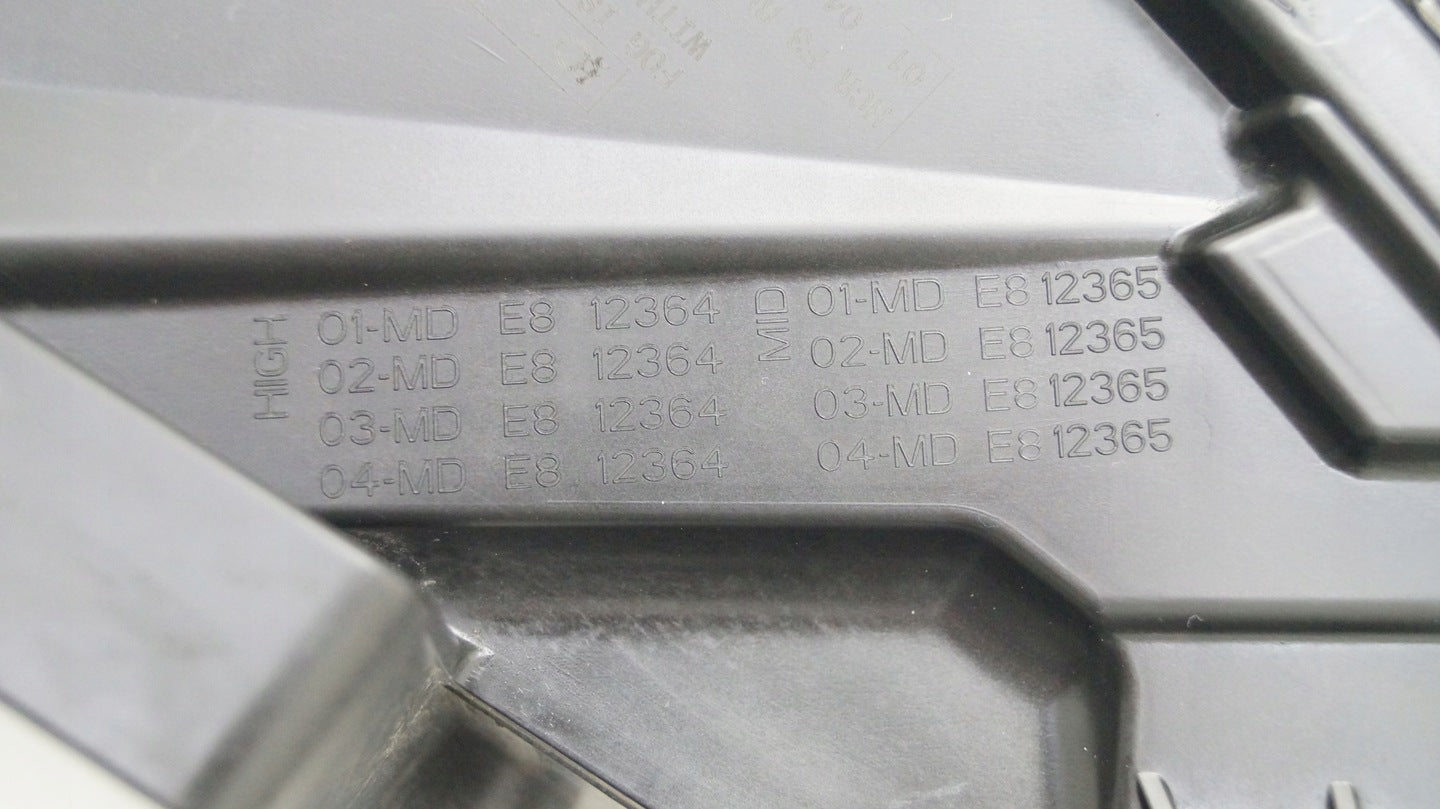 HIGH
01-MD E8 12364
02-MD E8 12364
03-MD E8 12364
04-MD E8 12364
MID
01-MD E8 12365
02-MD E8 12365
03-MD E8 12365
04-MD E8 12365